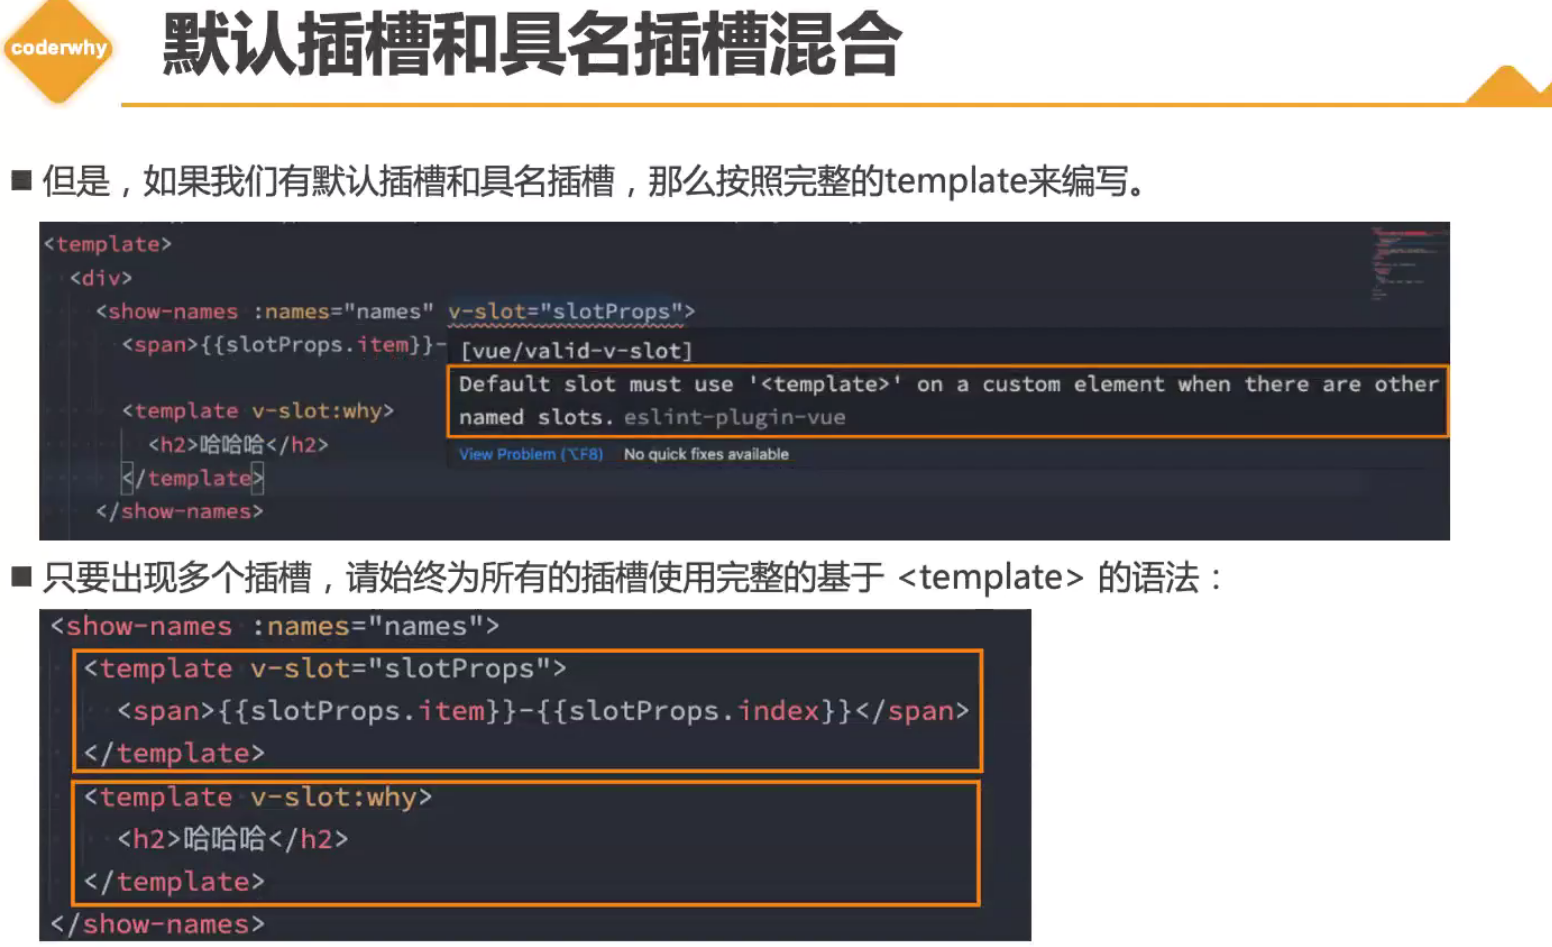 coderwhy
默认插槽和具名插槽混合
但是，如果我们有默认插槽和具名插槽，那么按照完整的template来编写。
<template>
<div>
<show-names :names="names" v-slot="slotProps">
<span>{{slotProps.item}}-
[vue/valid-v-slot]
Default slot must use '<template>' on a custom element when there are other
named slots. eslint-plugin-vue
<template v-slot:why>
<h2>哈哈哈</h2>
View Problem (⌥F8) No quick fixes available
</template>
</show-names>
只要出现多个插槽，请始终为所有的插槽使用完整的基于 <template> 的语法：
<show-names :names="names">
<template v-slot="slotProps">
<span>{{slotProps.item}}-{{slotProps.index}}</span>
</template>
<template v-slot:why>
<h2>哈哈哈</h2>
</template>
</show-names>